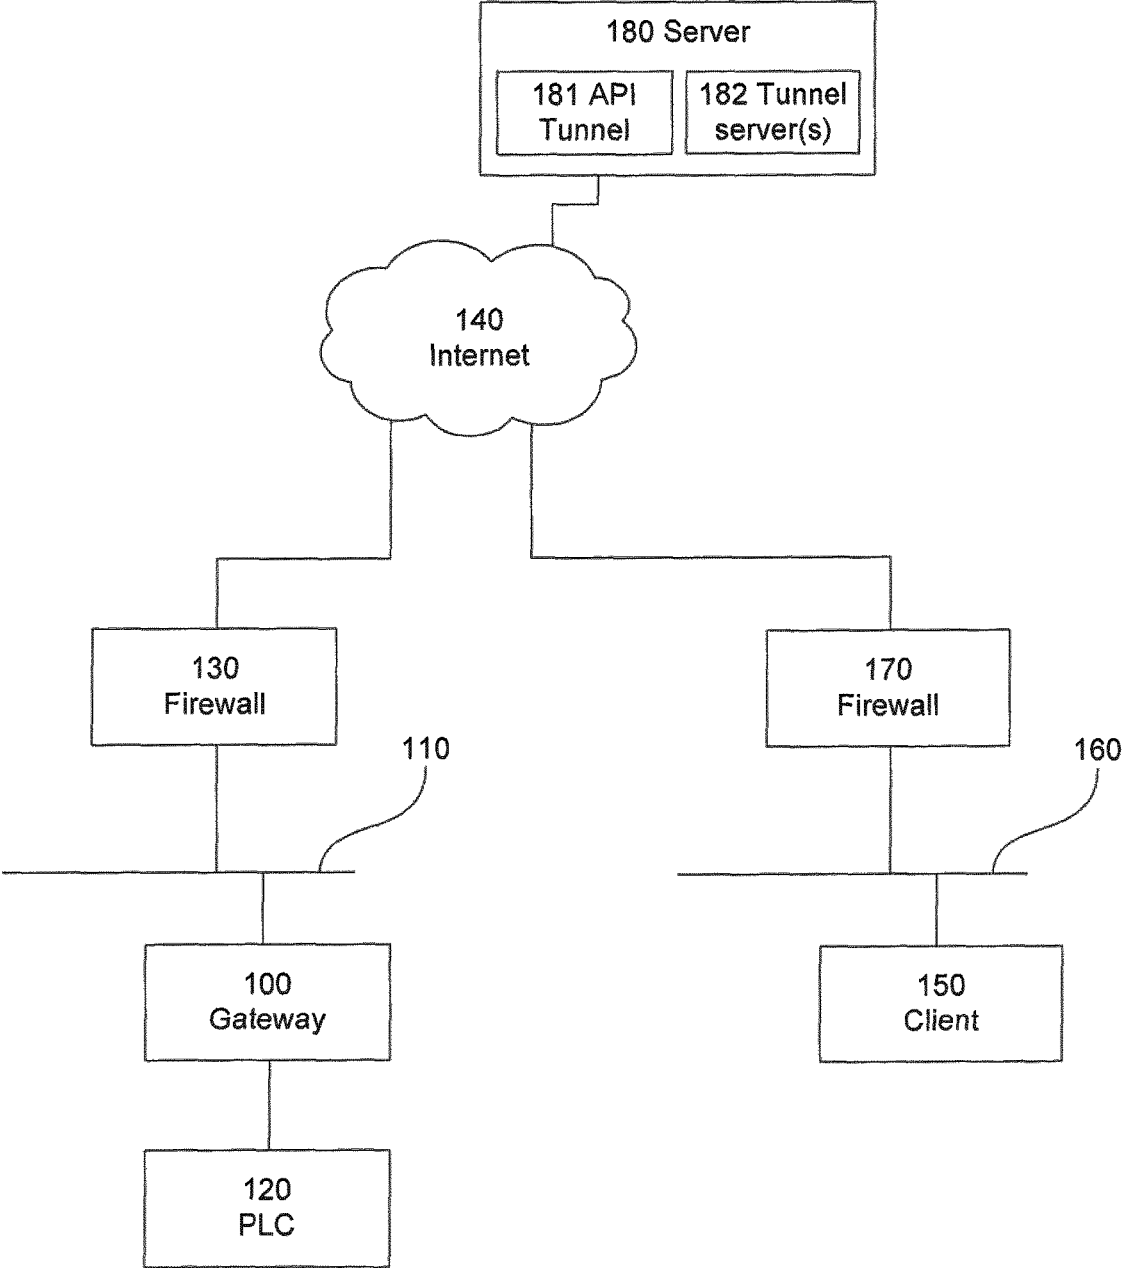 180 Server
181 API
Tunnel
182 Tunnel
server(s)
140
Internet
130
Firewall
170
Firewall
110
160
100
Gateway
150
Client
120
PLC